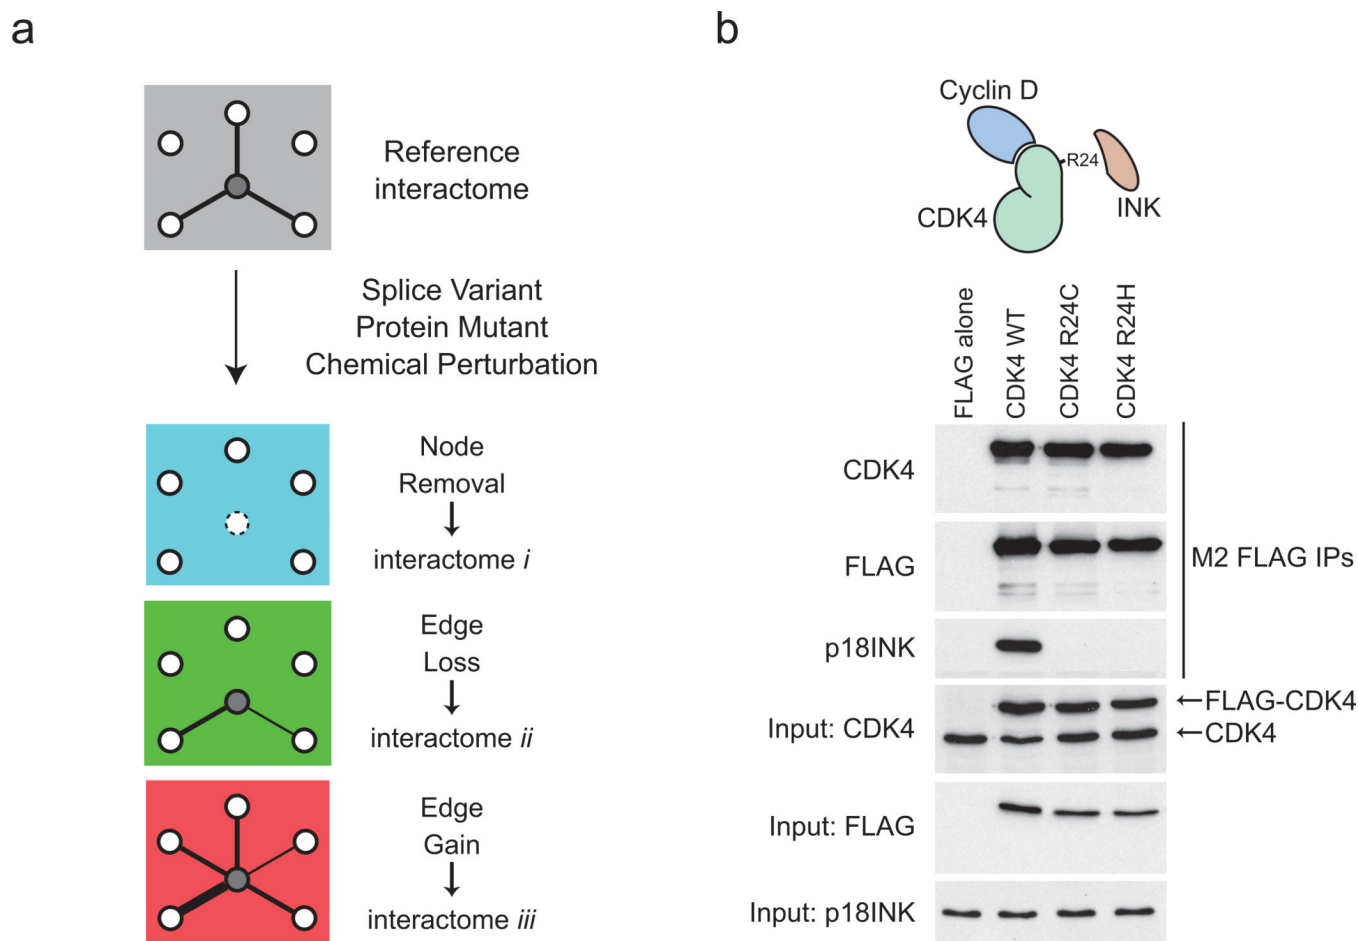 a
Reference
interactome
Splice Variant
Protein Mutant
Chemical Perturbation
Node
Removal
interactome i
Edge
Loss
interactome ii
Edge
Gain
interactome iii
b
Cyclin D
R24
CDK4
INK
FLAG alone
CDK4 WT
CDK4 R24C
CDK4 R24H
CDK4
FLAG
p18INK
M2 FLAG IPs
Input: CDK4
←FLAG-CDK4
←CDK4
Input: FLAG
Input: p18INK